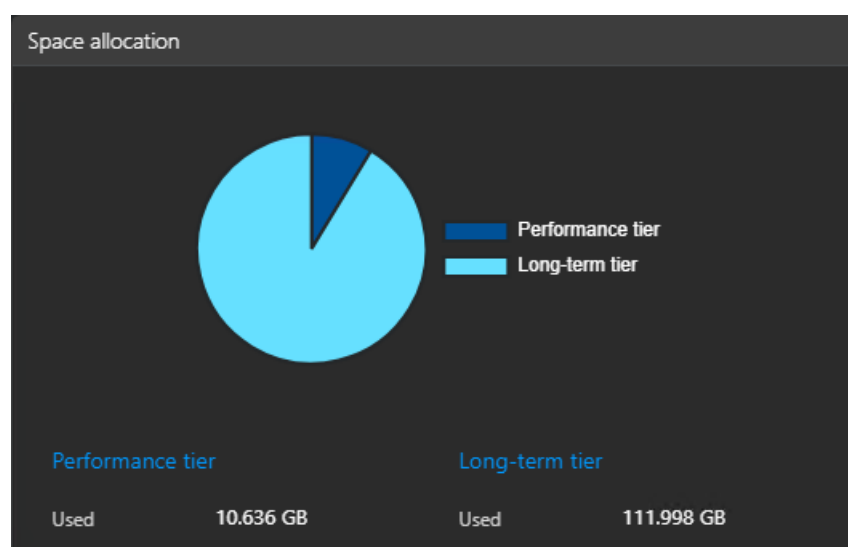 Space allocation
Performance tier
Long-term tier
Performance tier
Long-term tier
Used 10.636 GB
Used 111.998 GB